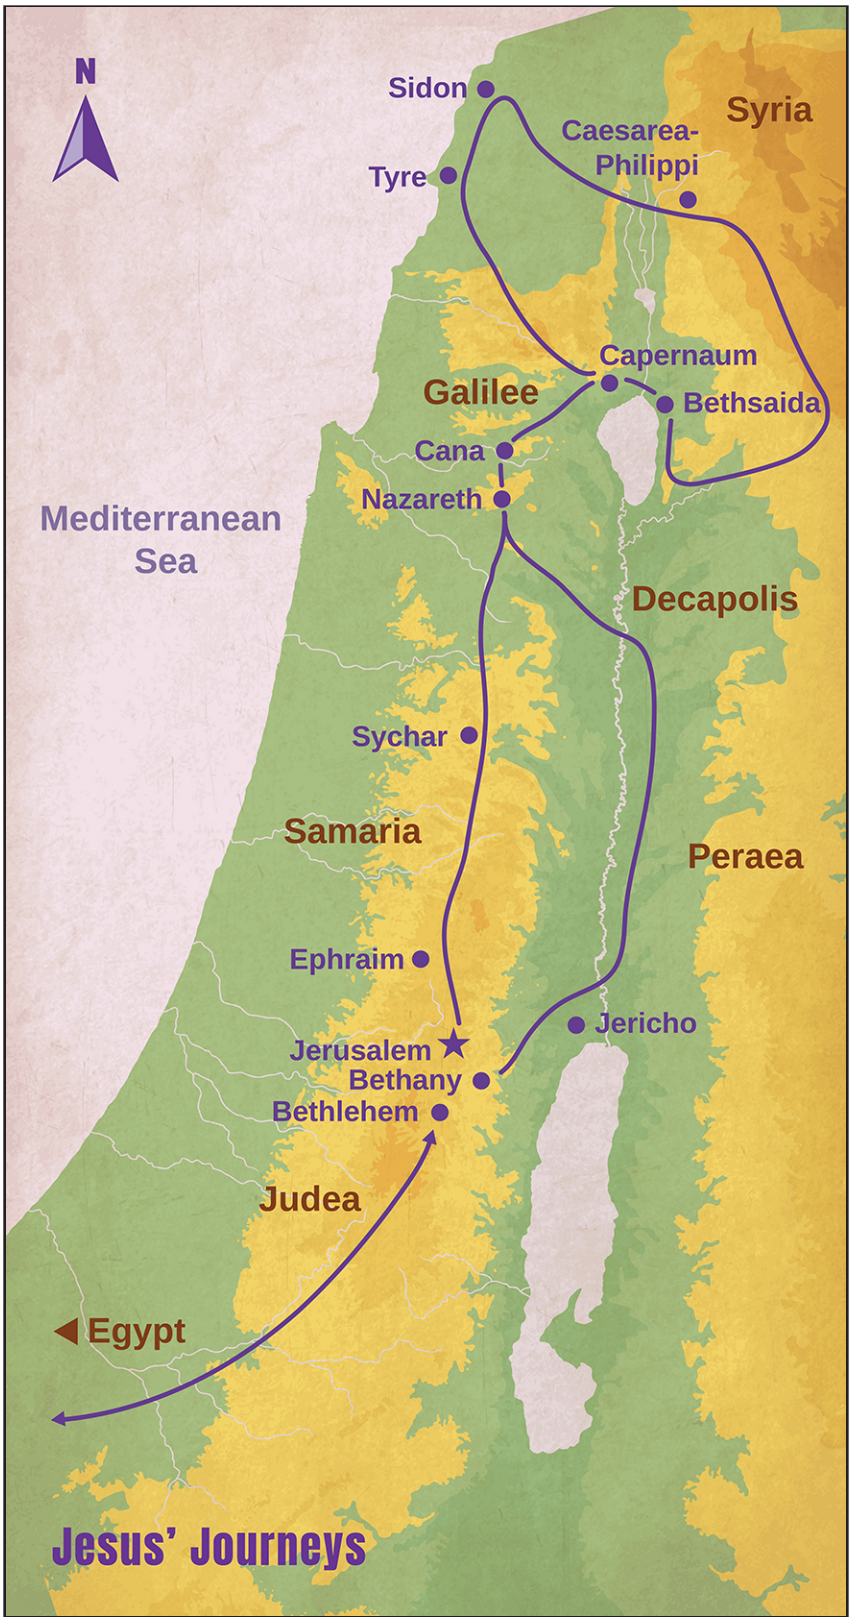 N
Sidon
Syria
Caesarea-
Philippi
Tyre
Capernaum
Galilee
Bethsaida
Cana
Nazareth
Mediterranean
Sea
Decapolis
Sychar
Samaria
Peraea
Ephraim
Jericho
Jerusalem
Bethany
Bethlehem
Judea
Egypt
Jesus’ Journeys